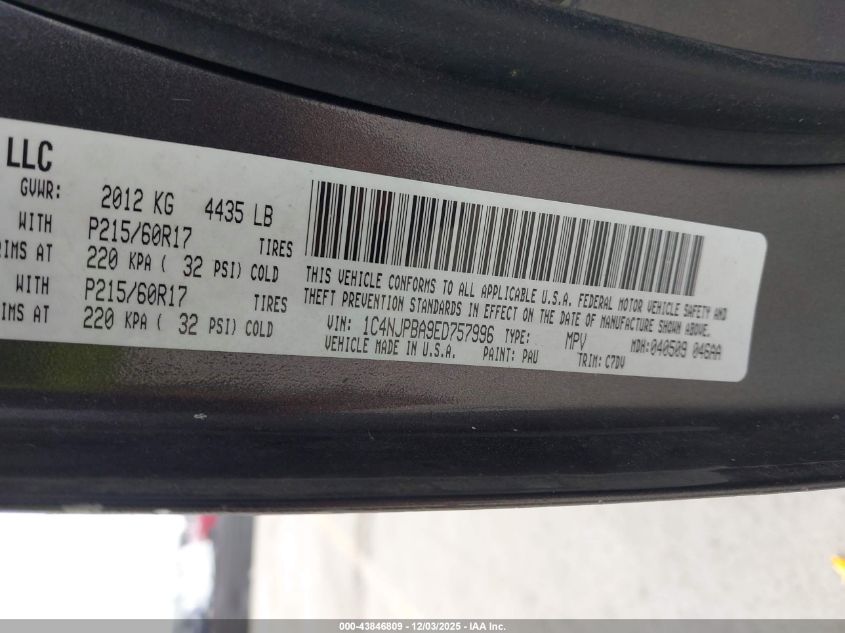 LLC
GVWR: 2012 KG 4435 LB
WITH P215/60R17 TIRES
RIMS AT 220 KPA ( 32 PSI) COLD
WITH P215/60R17 TIRES
IMS AT 220 KPA ( 32 PSI) COLD
THIS VEHICLE CONFORMS TO ALL APPLICABLE U.S.A. FEDERAL MOTOR VEHICLE SAFETY AND
THEFT PREVENTION STANDARDS IN EFFECT ON THE DATE OF MANUFACTURE SHOWN ABOVE.
VIN: 1C4NJPBA9ED757996 TYPE: MPV MDH:040509 046AA
VEHICLE MADE IN U.S.A. PAINT: PAU TRIM: C7DV
000-43846809 - 12/03/2025 - IAA Inc.